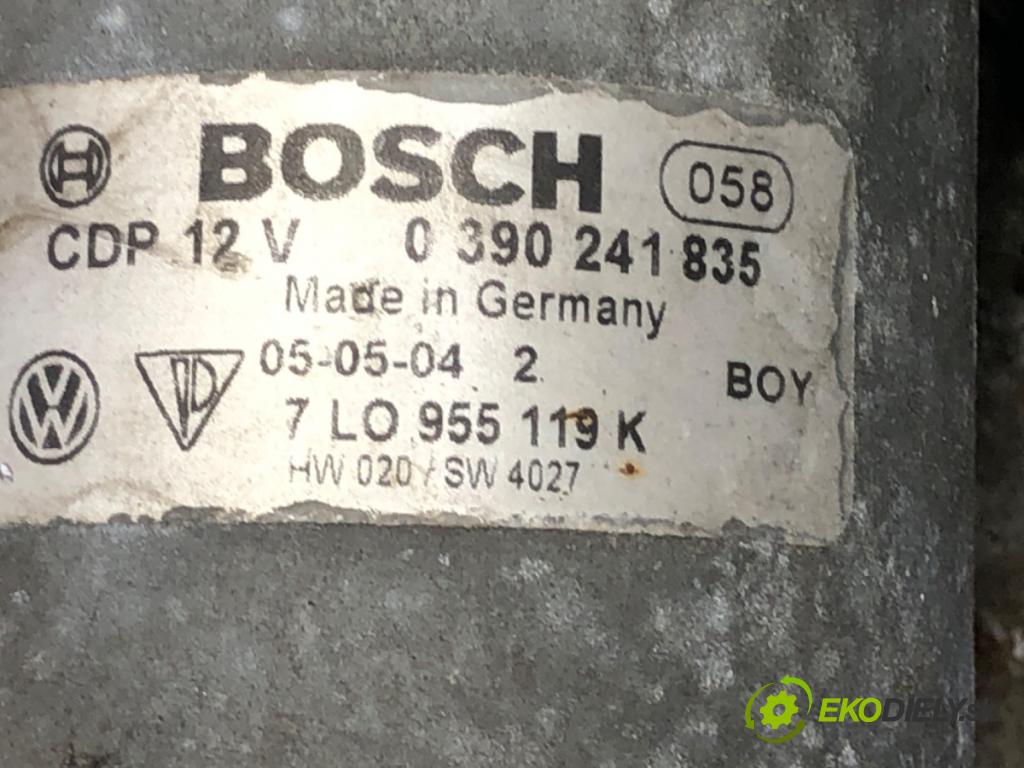 BOSCH 058
CDP 12 V 0 390 241 835
Made in Germany
05-05-04 2 BOY
7 LO 955 119 K
HW 020 / SW 4027
EKODIELY